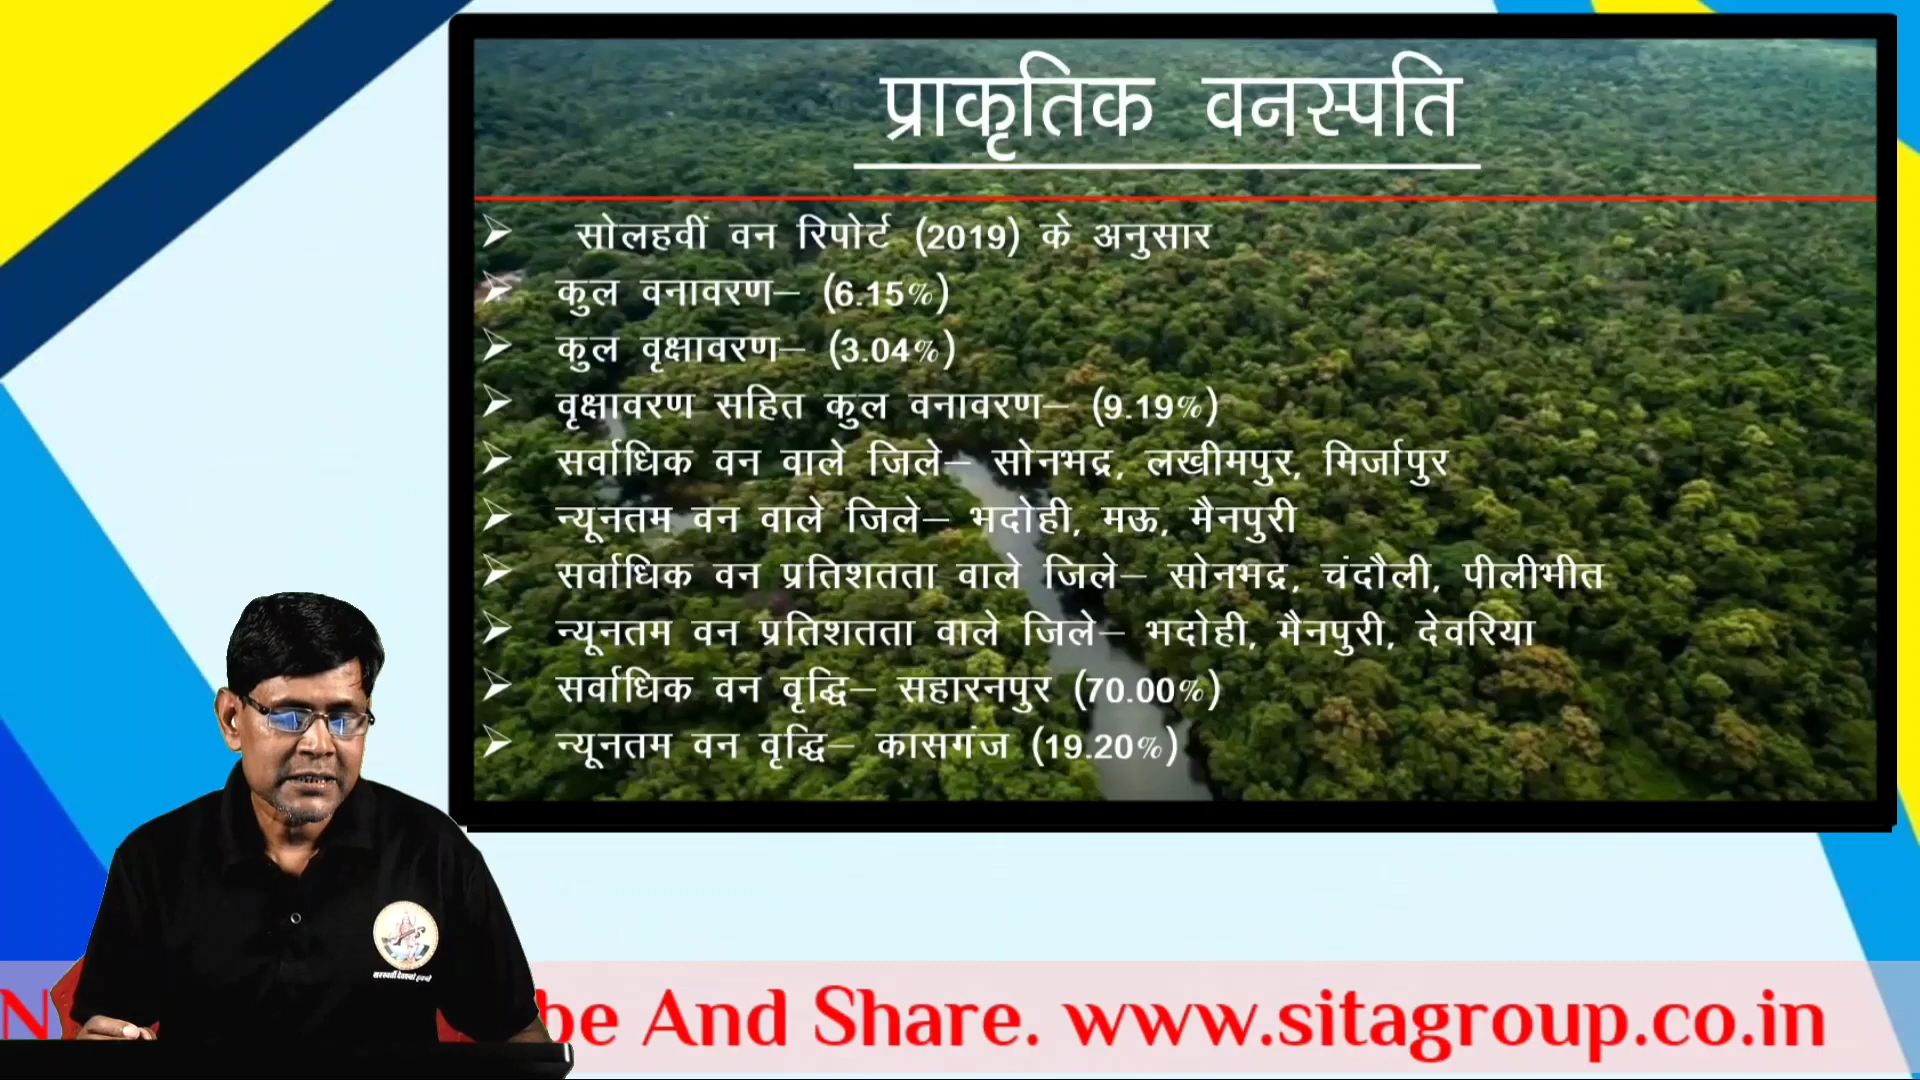 प्राकृतिक वनस्पति
➢ सोलहवीं वन रिपोर्ट (2019) के अनुसार
➢ कुल वनावरण– (6.15%)
➢ कुल वृक्षावरण– (3.04%)
➢ वृक्षावरण सहित कुल वनावरण– (9.19%)
➢ सर्वाधिक वन वाले जिले– सोनभद्र, लखीमपुर, मिर्जापुर
➢ न्यूनतम वन वाले जिले– भदोही, मऊ, मैनपुरी
➢ सर्वाधिक वन प्रतिशतता वाले जिले– सोनभद्र, चंदौली, पीलीभीत
➢ न्यूनतम वन प्रतिशतता वाले जिले– भदोही, मैनपुरी, देवरिया
➢ सर्वाधिक वन वृद्धि– सहारनपुर (70.00%)
➢ न्यूनतम वन वृद्धि– कासगंज (19.20%)
be And Share. www.sitagroup.co.in